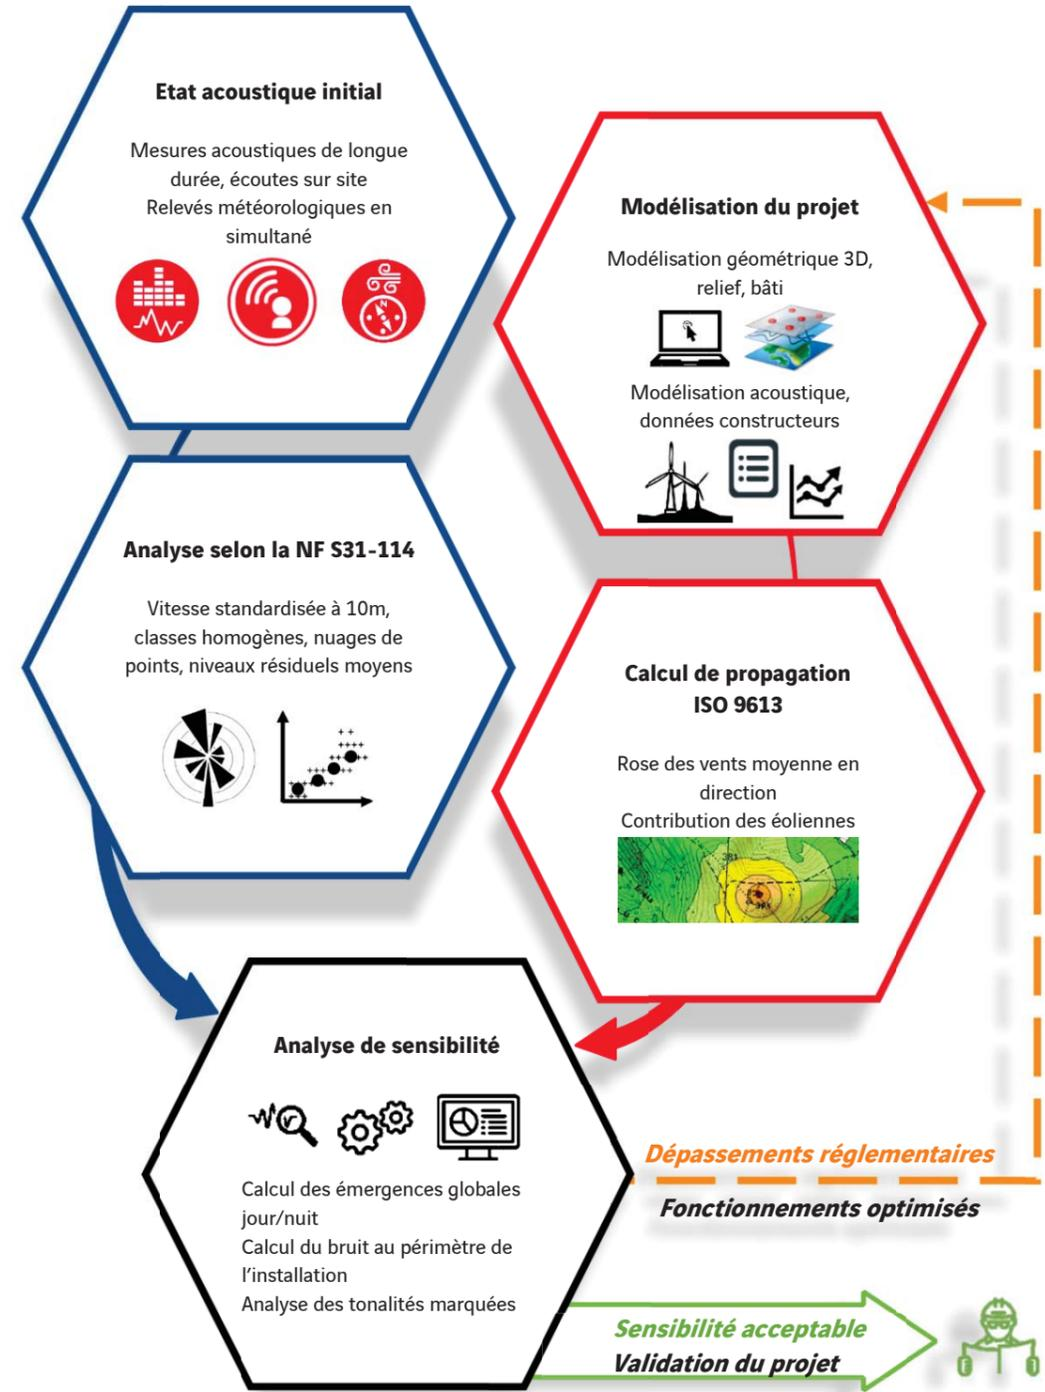 Etat acoustique initial
Mesures acoustiques de longue
durée, écoutes sur site
Relevés météorologiques en
simultané
Modélisation du projet
Modélisation géométrique 3D,
relief, bâti
Modélisation acoustique,
données constructeurs
Analyse selon la NF S31-114
Vitesse standardisée à 10m,
classes homogènes, nuages de
points, niveaux résiduels moyens
Calcul de propagation
ISO 9613
Rose des vents moyenne en
direction
Contribution des éoliennes
Analyse de sensibilité
Calcul des émergences globales
jour/nuit
Calcul du bruit au périmètre de
l'installation
Analyse des tonalités marquées
Dépassements réglementaires
Fonctionnements optimisés
Sensibilité acceptable
Validation du projet